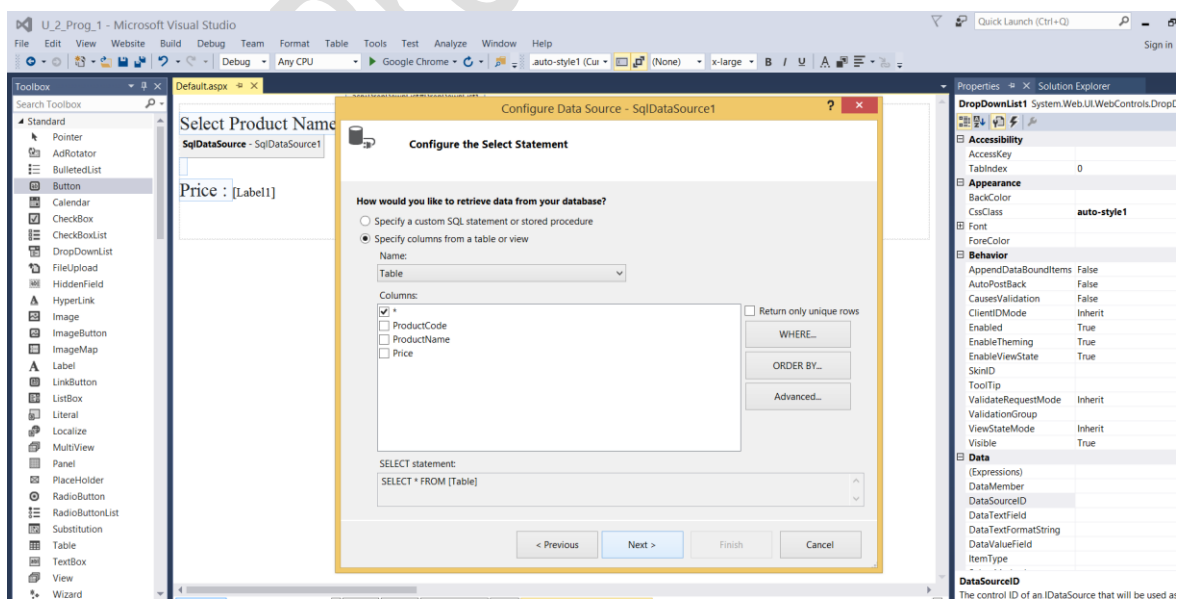 U_2_Prog_1 - Microsoft Visual Studio
Quick Launch (Ctrl+Q)
File Edit View Website Build Debug Team Format Table Tools Test Analyze Window Help
Sign in
Debug Any CPU Google Chrome .auto-style1 (Cur (None) x-large B I U A
Toolbox
Search Toolbox
Standard
Pointer
AdRotator
BulletedList
Button
Calendar
CheckBox
CheckBoxList
DropDownList
FileUpload
HiddenField
HyperLink
Image
ImageButton
ImageMap
Label
LinkButton
ListBox
Literal
Localize
MultiView
Panel
PlaceHolder
RadioButton
RadioButtonList
Substitution
Table
TextBox
View
Wizard
Default.aspx
Select Product Name
SqlDataSource - SqlDataSource1
Price : [Label1]
Configure Data Source - SqlDataSource1
?
Configure the Select Statement
How would you like to retrieve data from your database?
Specify a custom SQL statement or stored procedure
Specify columns from a table or view
Name:
Table
Columns:
*
ProductCode
ProductName
Price
Return only unique rows
WHERE...
ORDER BY...
Advanced...
SELECT statement:
SELECT * FROM [Table]
< Previous Next > Finish Cancel
Properties Solution Explorer
DropDownList1 System.Web.UI.WebControls.DropD
Accessibility
AccessKey
TabIndex 0
Appearance
BackColor
CssClass auto-style1
Font
ForeColor
Behavior
AppendDataBoundItems False
AutoPostBack False
CausesValidation False
ClientIDMode Inherit
Enabled True
EnableTheming True
EnableViewState True
SkinID
ToolTip
ValidateRequestMode Inherit
ValidationGroup
ViewStateMode Inherit
Visible True
Data
(Expressions)
DataMember
DataSourceID
DataTextField
DataTextFormatString
DataValueField
ItemType
DataSourceID
The control ID of an IDataSource that will be used as